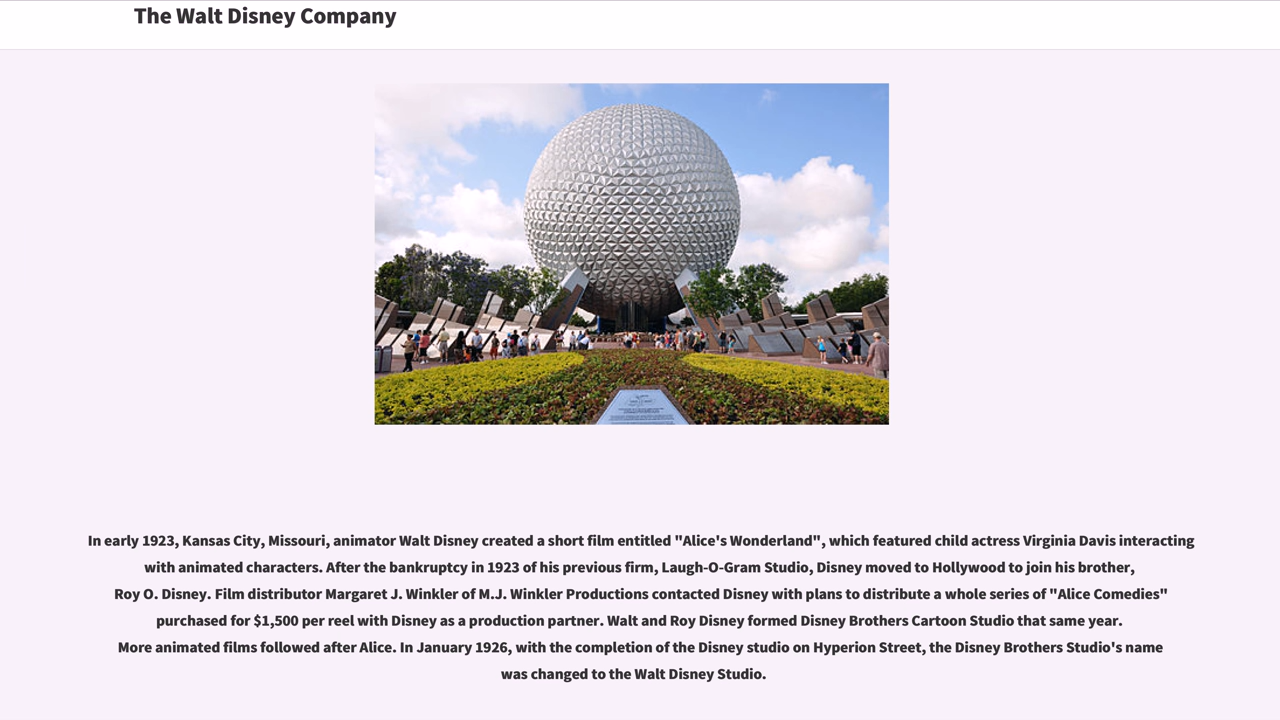 The Walt Disney Company
In early 1923, Kansas City, Missouri, animator Walt Disney created a short film entitled "Alice's Wonderland", which featured child actress Virginia Davis interacting
with animated characters. After the bankruptcy in 1923 of his previous firm, Laugh-O-Gram Studio, Disney moved to Hollywood to join his brother,
Roy O. Disney. Film distributor Margaret J. Winkler of M.J. Winkler Productions contacted Disney with plans to distribute a whole series of "Alice Comedies"
purchased for $1,500 per reel with Disney as a production partner. Walt and Roy Disney formed Disney Brothers Cartoon Studio that same year.
More animated films followed after Alice. In January 1926, with the completion of the Disney studio on Hyperion Street, the Disney Brothers Studio's name
was changed to the Walt Disney Studio.